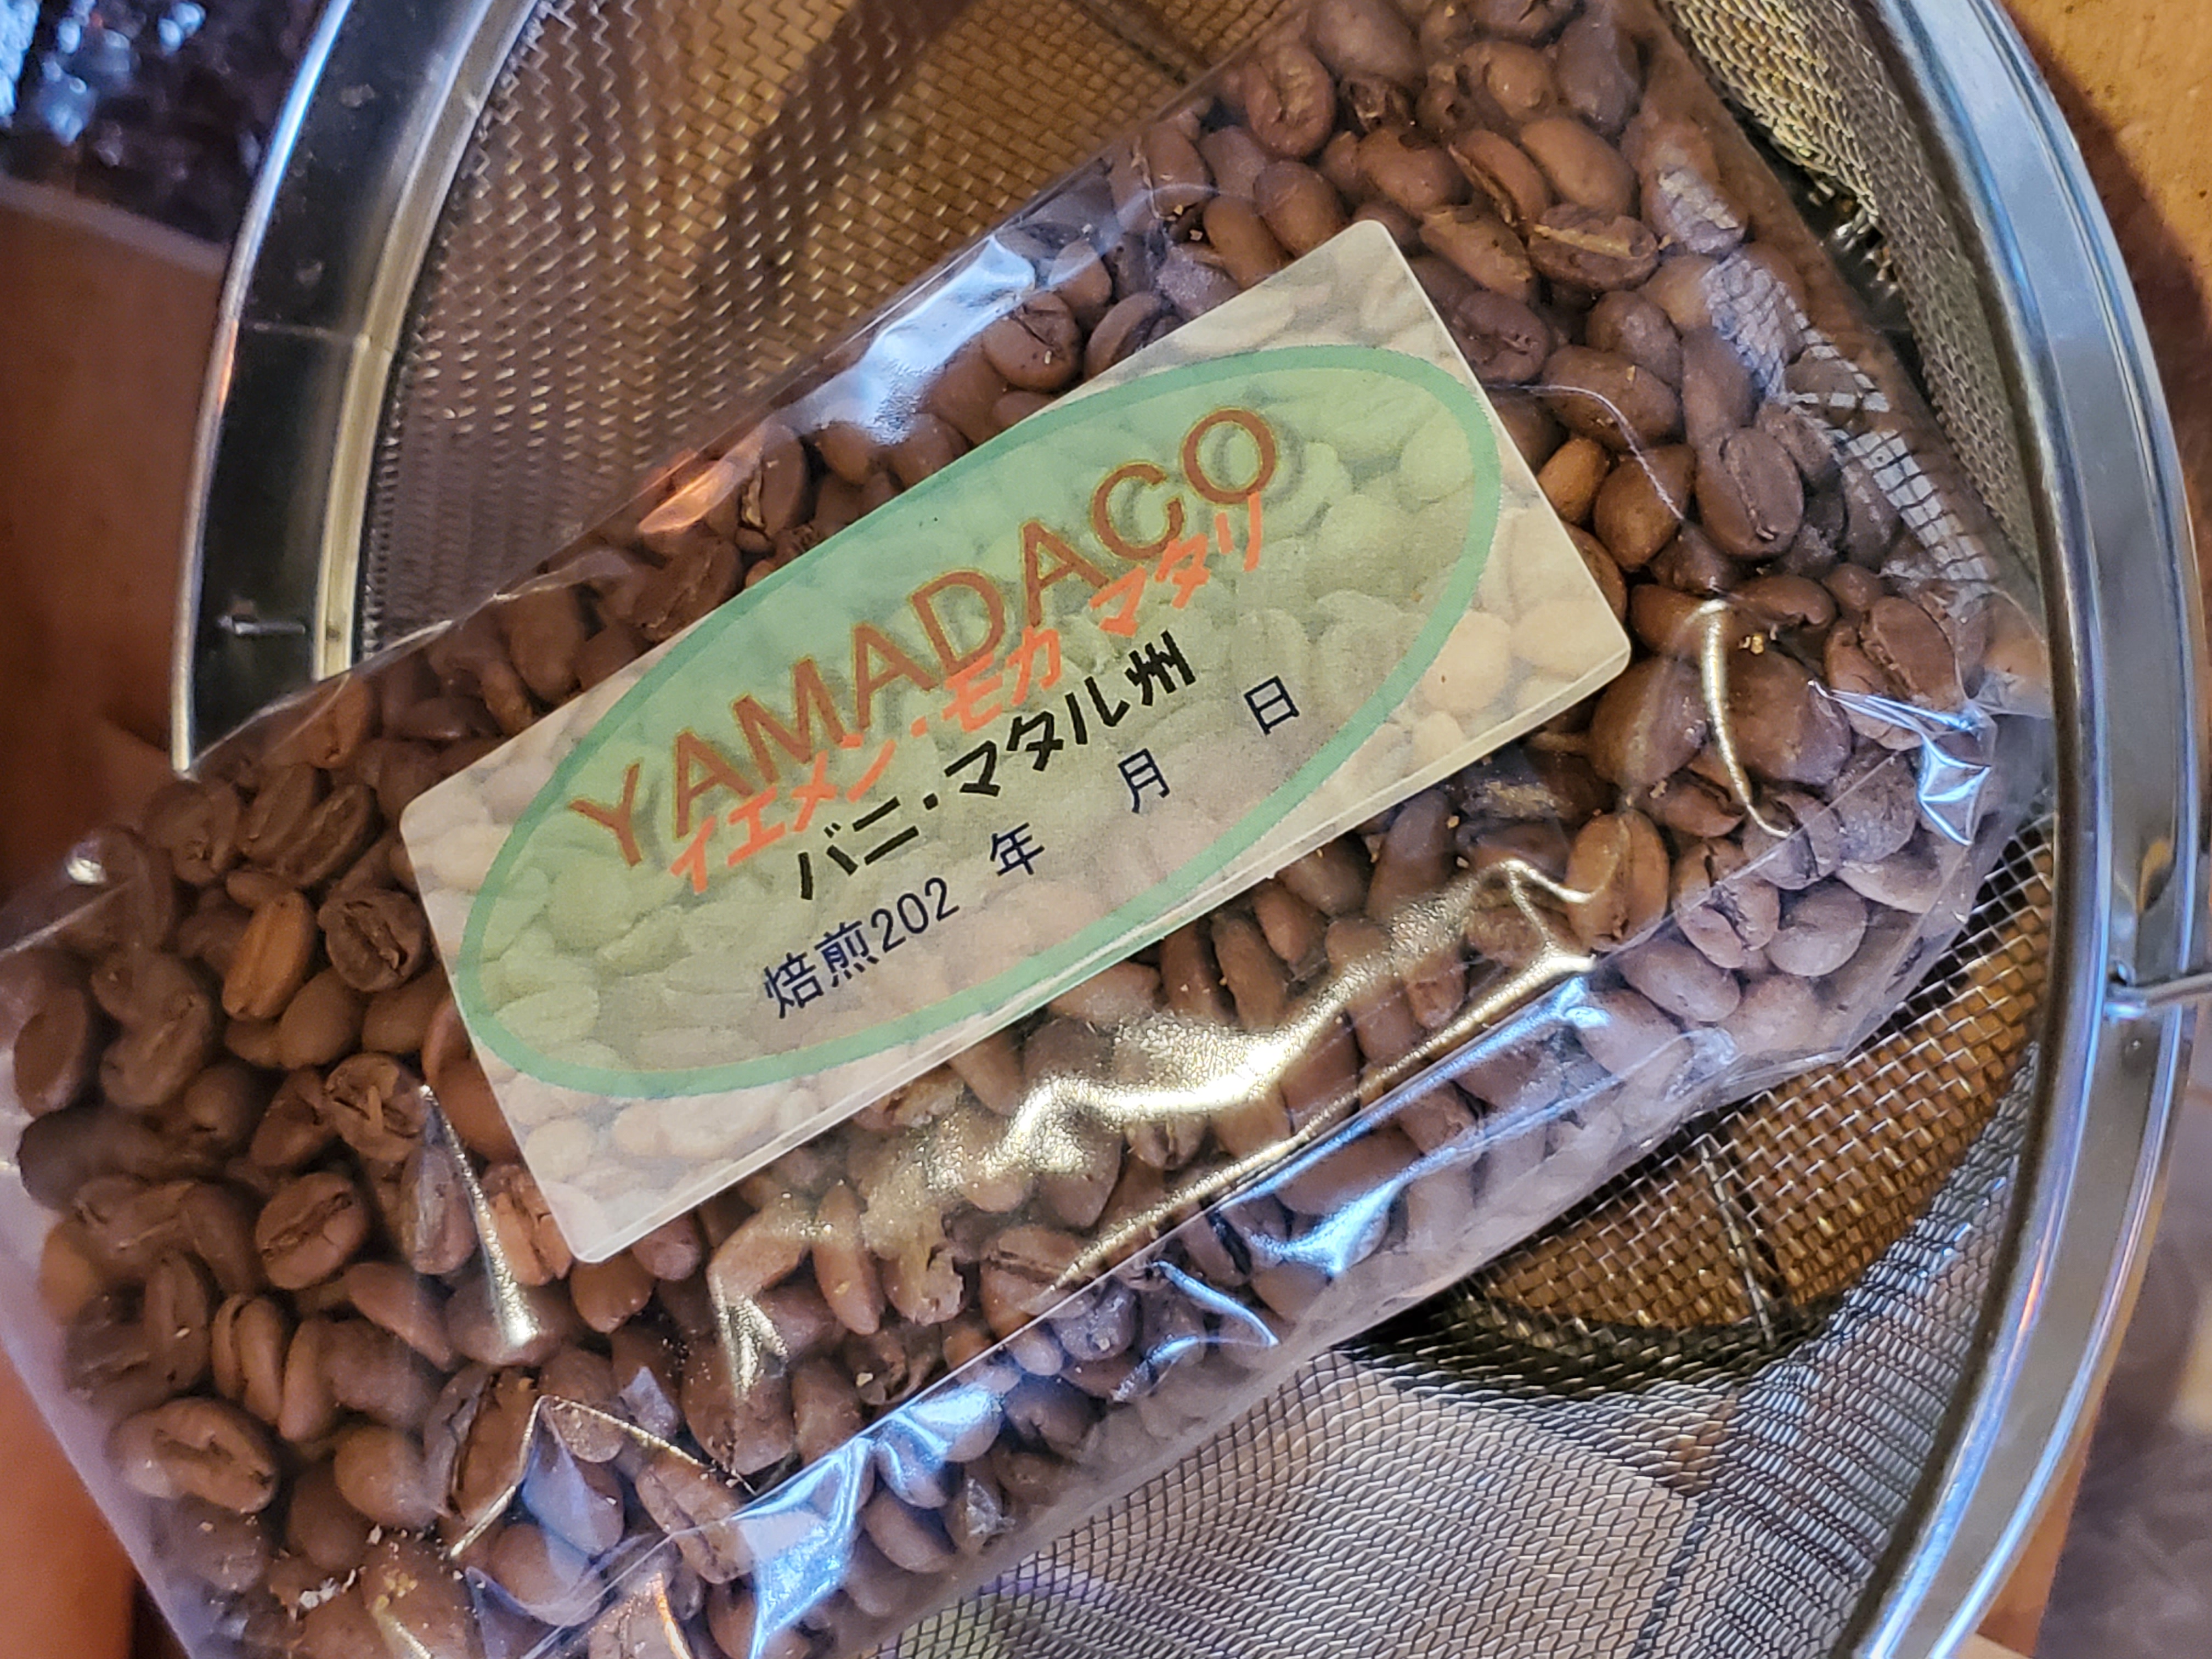 YAMADACO
イエメン・モカ マタリ
バニ・マタル州
焙煎202 年 月 日